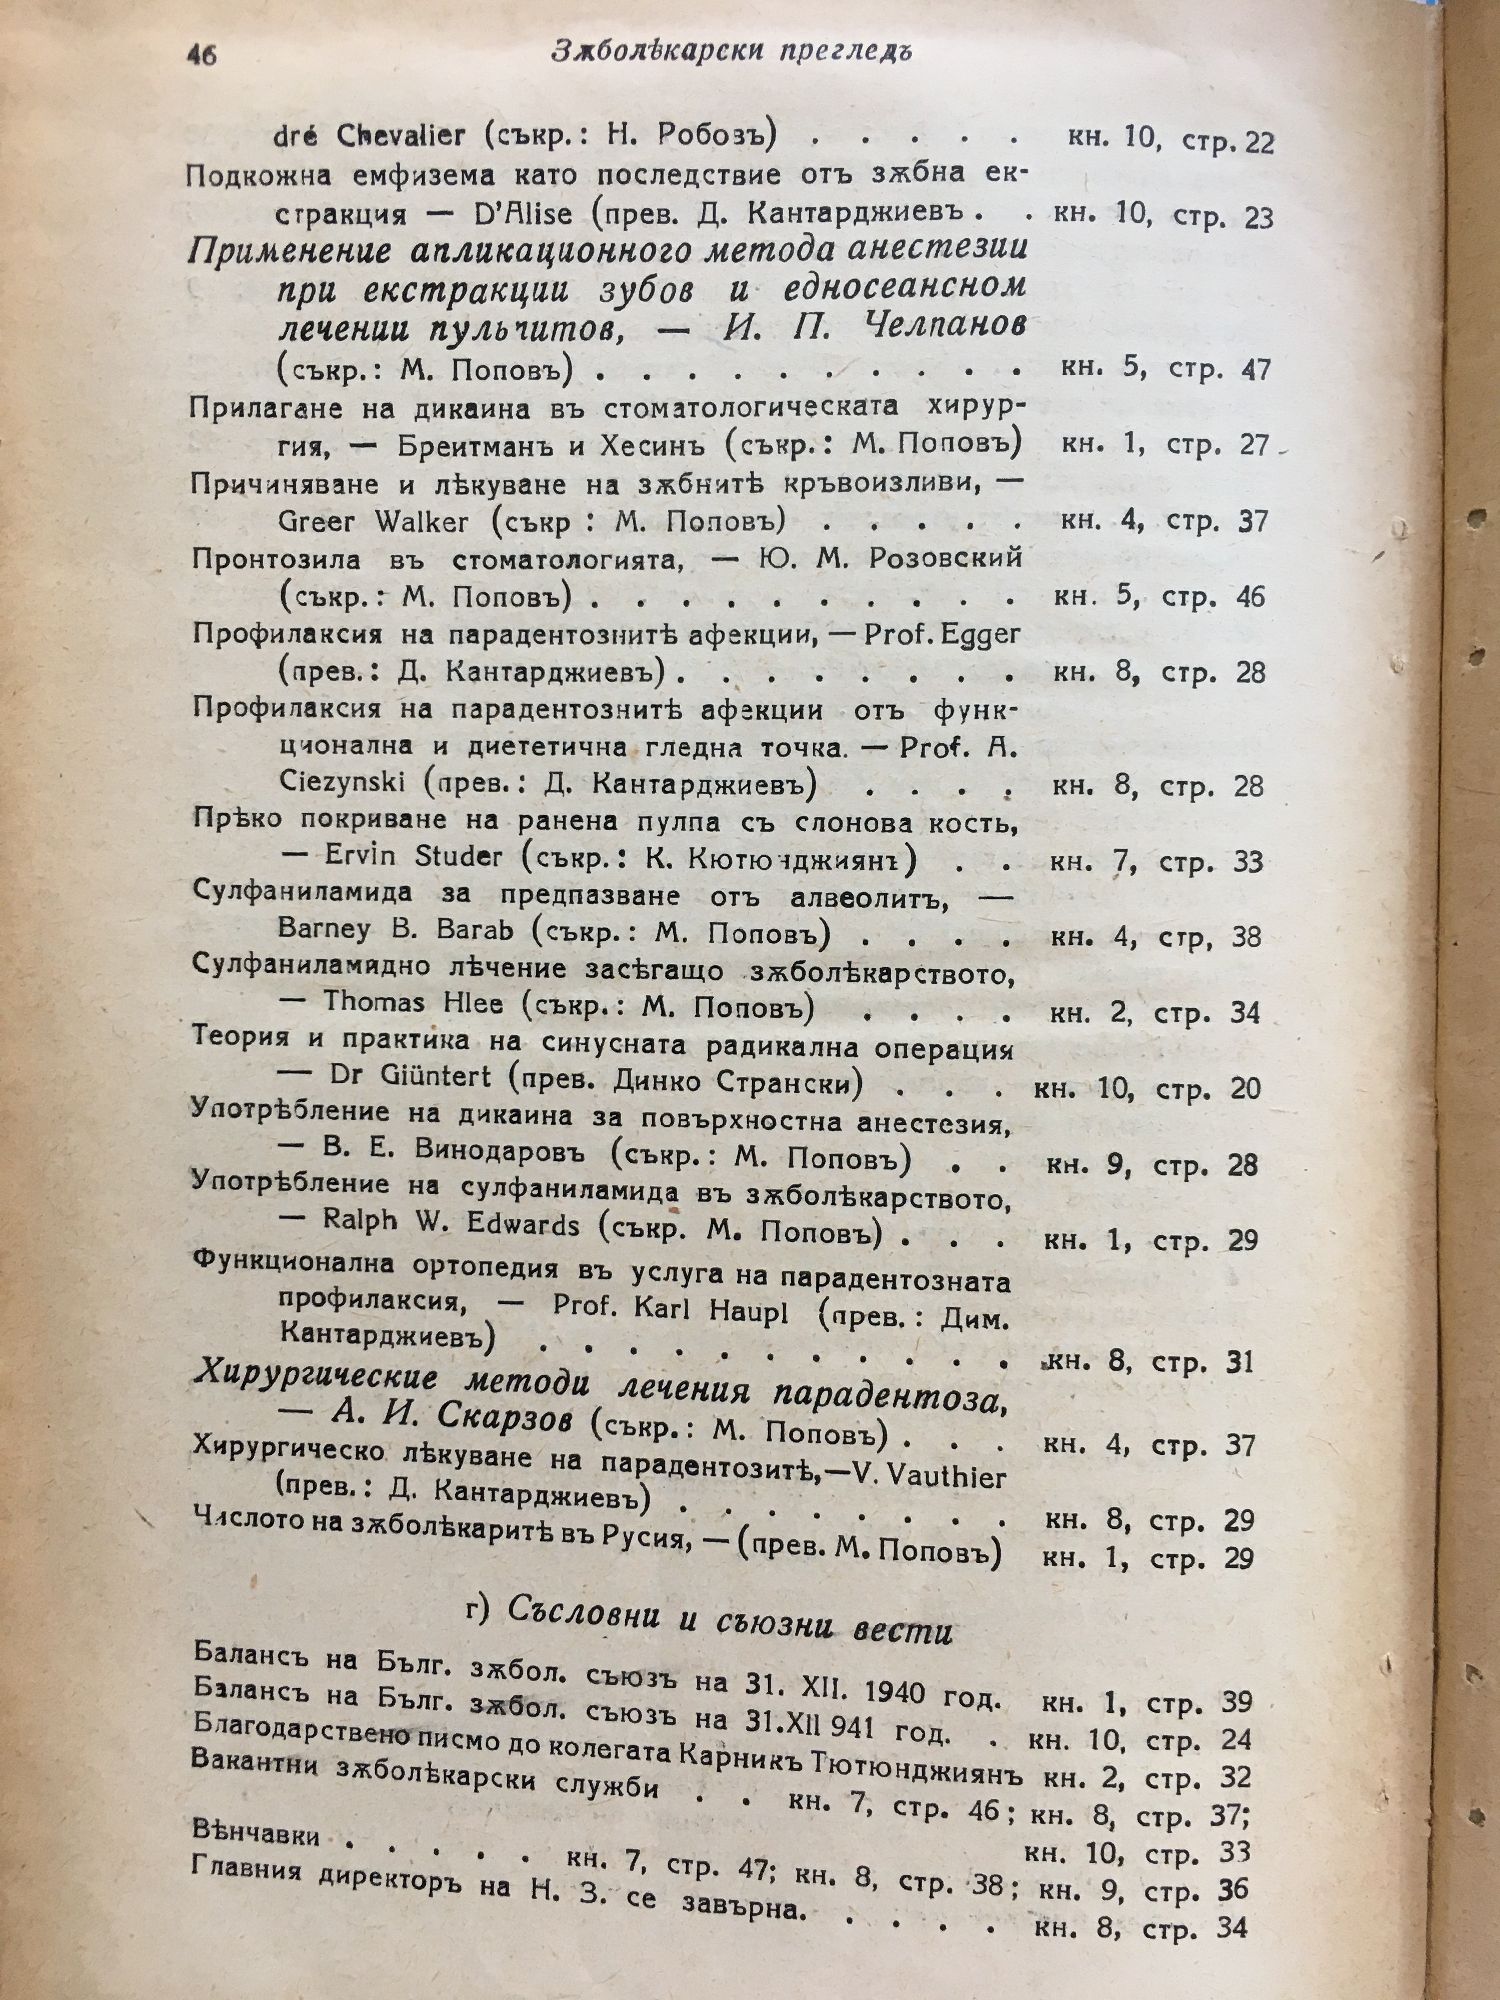 46 Зѫболѣкарски прегледъ
dré Chevalier (съкр.: Н. Робозъ) . . . . . кн. 10, стр. 22
Подкожна емфизема като последствие отъ зѫбна ек-
стракция — D'Alise (прев. Д. Кантарджиевъ . . кн. 10, стр. 23
Применение апликационного метода анестезии
при екстракции зубов и едносеансном
лечении пульпитов, — И. П. Челпанов
(съкр.: М. Поповъ) . . . . . . . . . . кн. 5, стр. 47
Прилагане на дикаина въ стоматологическата хирур-
гия, — Бреитманъ и Хесинъ (съкр.: М. Поповъ) кн. 1, стр. 27
Причиняване и лѣкуване на зѫбнитѣ кръвоизливи, —
Greer Walker (съкр : М. Поповъ) . . . . . кн. 4, стр. 37
Пронтозила въ стоматологията, — Ю. М. Розовский
(съкр.: М. Поповъ) . . . . . . . . . . кн. 5, стр. 46
Профилаксия на парадентознитѣ афекции, — Prof. Egger
(прев.: Д. Кантарджиевъ) . . . . . . . . кн. 8, стр. 28
Профилаксия на парадентознитѣ афекции отъ функ-
ционална и диететична гледна точка. — Prof. A.
Ciezynski (прев.: Д. Кантарджиевъ) . . . . кн. 8, стр. 28
Прѣко покриване на ранена пулпа съ слонова кость,
— Ervin Studer (съкр.: К. Кютюнджиянъ) . . кн. 7, стр. 33
Сулфаниламида за предпазване отъ алвеолитъ, —
Barney B. Barab (съкр.: М. Поповъ) . . . . кн. 4, стр, 38
Сулфаниламидно лѣчение засѣгащо зѫболѣкарството,
— Thomas Hlee (съкр.: М. Поповъ) . . . . кн. 2, стр. 34
Теория и практика на синусната радикална операция
— Dr Giüntert (прев. Динко Странски) . . . кн. 10, стр. 20
Употрѣбление на дикаина за повърхностна анестезия,
— В. Е. Винодаровъ (съкр.: М. Поповъ) . . кн. 9, стр. 28
Употрѣбление на сулфаниламида въ зѫболѣкарството,
— Ralph W. Edwards (съкр. М. Поповъ) . . . кн. 1, стр. 29
Функционална ортопедия въ услуга на парадентозната
профилаксия, — Prof. Karl Haupl (прев.: Дим.
Кантарджиевъ) . . . . . . . . . . . кн. 8, стр. 31
Хирургические методи лечения парадентоза,
— А. И. Скарзов (съкр.: М. Поповъ) . . . кн. 4, стр. 37
Хирургическо лѣкуване на парадентозитѣ,—V. Vauthier
(прев.: Д. Кантарджиевъ) . . . . . . . . кн. 8, стр. 29
Числото на зѫболѣкаритѣ въ Русия, — (прев. М. Поповъ) кн. 1, стр. 29
г) Съсловни и съюзни вести
Балансъ на Бълг. зѫбол. съюзъ на 31. XII. 1940 год. кн. 1, стр. 39
Балансъ на Бълг. зѫбол. съюзъ на 31.XII 941 год. . кн. 10, стр. 24
Благодарствено писмо до колегата Карникъ Тютюнджиянъ кн. 2, стр. 32
Вакантни зѫболѣкарски служби . . кн. 7, стр. 46; кн. 8, стр. 37;
кн. 10, стр. 33
Вѣнчавки . . . . . кн. 7, стр. 47; кн. 8, стр. 38; кн. 9, стр. 36
Главния директоръ на Н. З. се завърна. . . . . кн. 8, стр. 34